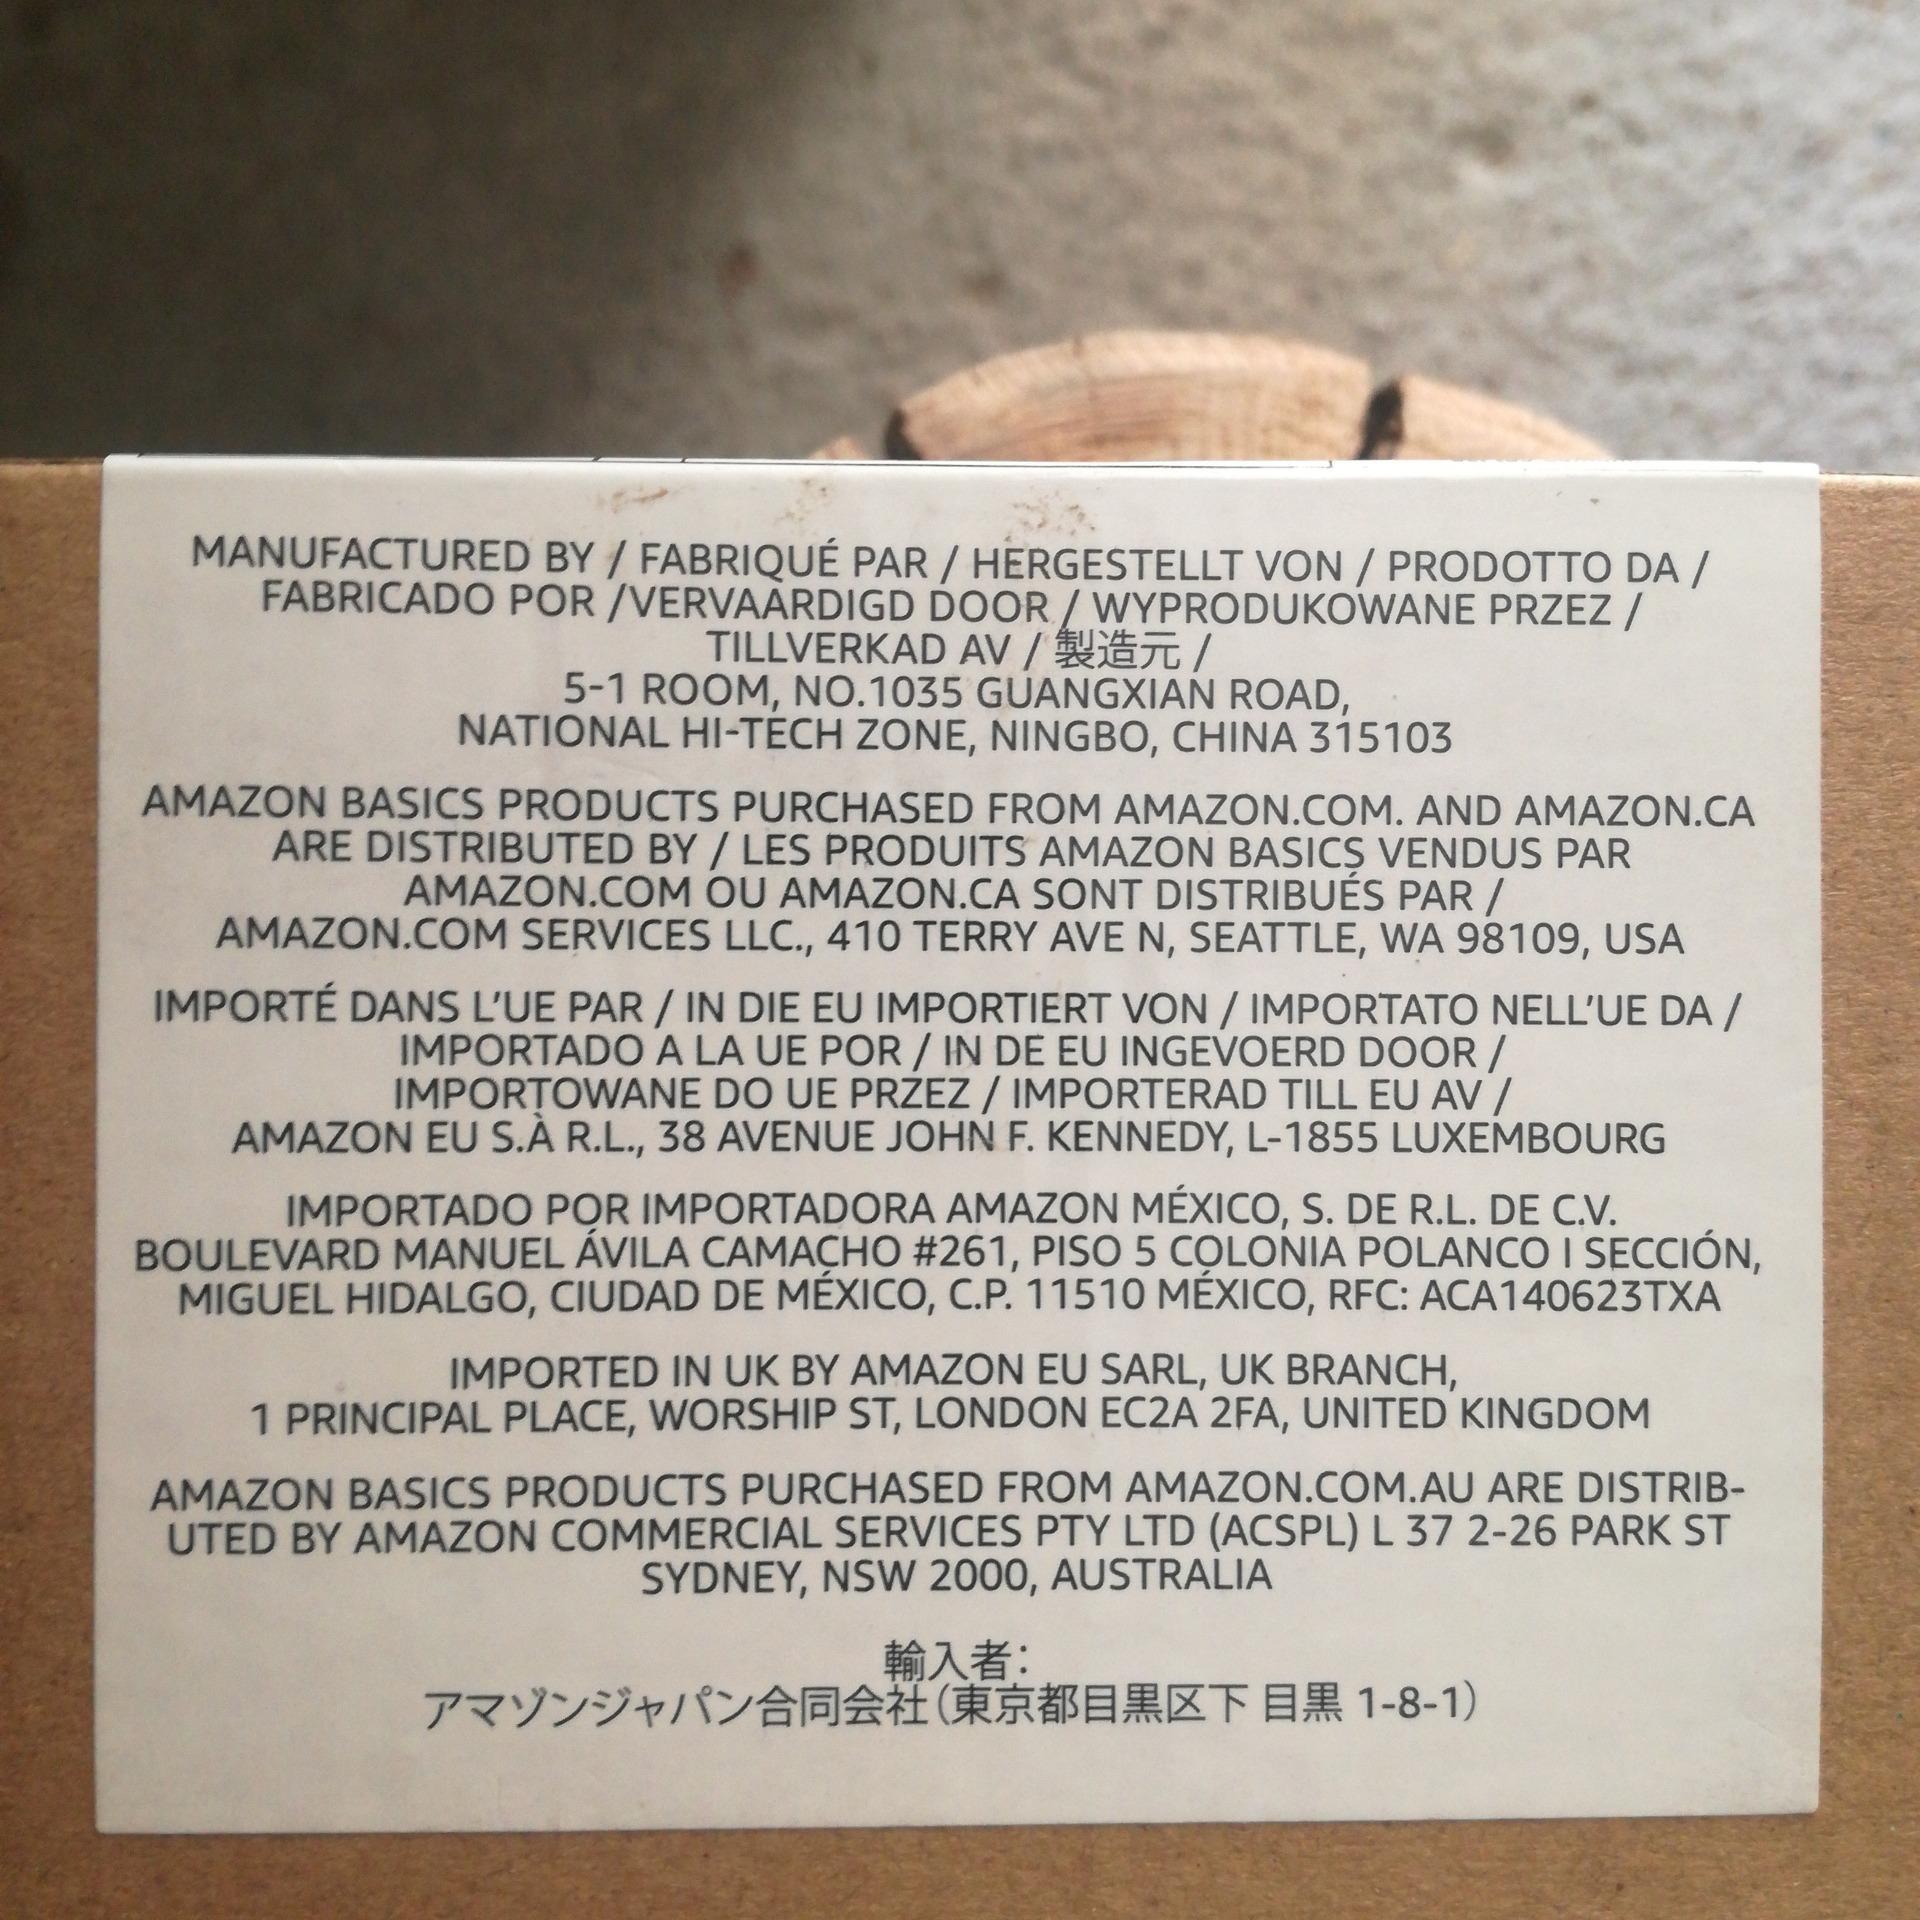 MANUFACTURED BY / FABRIQUÉ PAR / HERGESTELLT VON / PRODOTTO DA /
FABRICADO POR /VERVAARDIGD DOOR / WYPRODUKOWANE PRZEZ /
TILLVERKAD AV / 製造元 /
5-1 ROOM, NO.1035 GUANGXIAN ROAD,
NATIONAL HI-TECH ZONE, NINGBO, CHINA 315103
AMAZON BASICS PRODUCTS PURCHASED FROM AMAZON.COM. AND AMAZON.CA
ARE DISTRIBUTED BY / LES PRODUITS AMAZON BASICS VENDUS PAR
AMAZON.COM OU AMAZON.CA SONT DISTRIBUÉS PAR /
AMAZON.COM SERVICES LLC., 410 TERRY AVE N, SEATTLE, WA 98109, USA
IMPORTÉ DANS L’UE PAR / IN DIE EU IMPORTIERT VON / IMPORTATO NELL’UE DA /
IMPORTADO A LA UE POR / IN DE EU INGEVOERD DOOR /
IMPORTOWANE DO UE PRZEZ / IMPORTERAD TILL EU AV /
AMAZON EU S.À R.L., 38 AVENUE JOHN F. KENNEDY, L-1855 LUXEMBOURG
IMPORTADO POR IMPORTADORA AMAZON MÉXICO, S. DE R.L. DE C.V.
BOULEVARD MANUEL ÁVILA CAMACHO #261, PISO 5 COLONIA POLANCO I SECCIÓN,
MIGUEL HIDALGO, CIUDAD DE MÉXICO, C.P. 11510 MÉXICO, RFC: ACA140623TXA
IMPORTED IN UK BY AMAZON EU SARL, UK BRANCH,
1 PRINCIPAL PLACE, WORSHIP ST, LONDON EC2A 2FA, UNITED KINGDOM
AMAZON BASICS PRODUCTS PURCHASED FROM AMAZON.COM.AU ARE DISTRIB-
UTED BY AMAZON COMMERCIAL SERVICES PTY LTD (ACSPL) L 37 2-26 PARK ST
SYDNEY, NSW 2000, AUSTRALIA
輸入者：
アマゾンジャパン合同会社（東京都目黒区下 目黒 1-8-1）